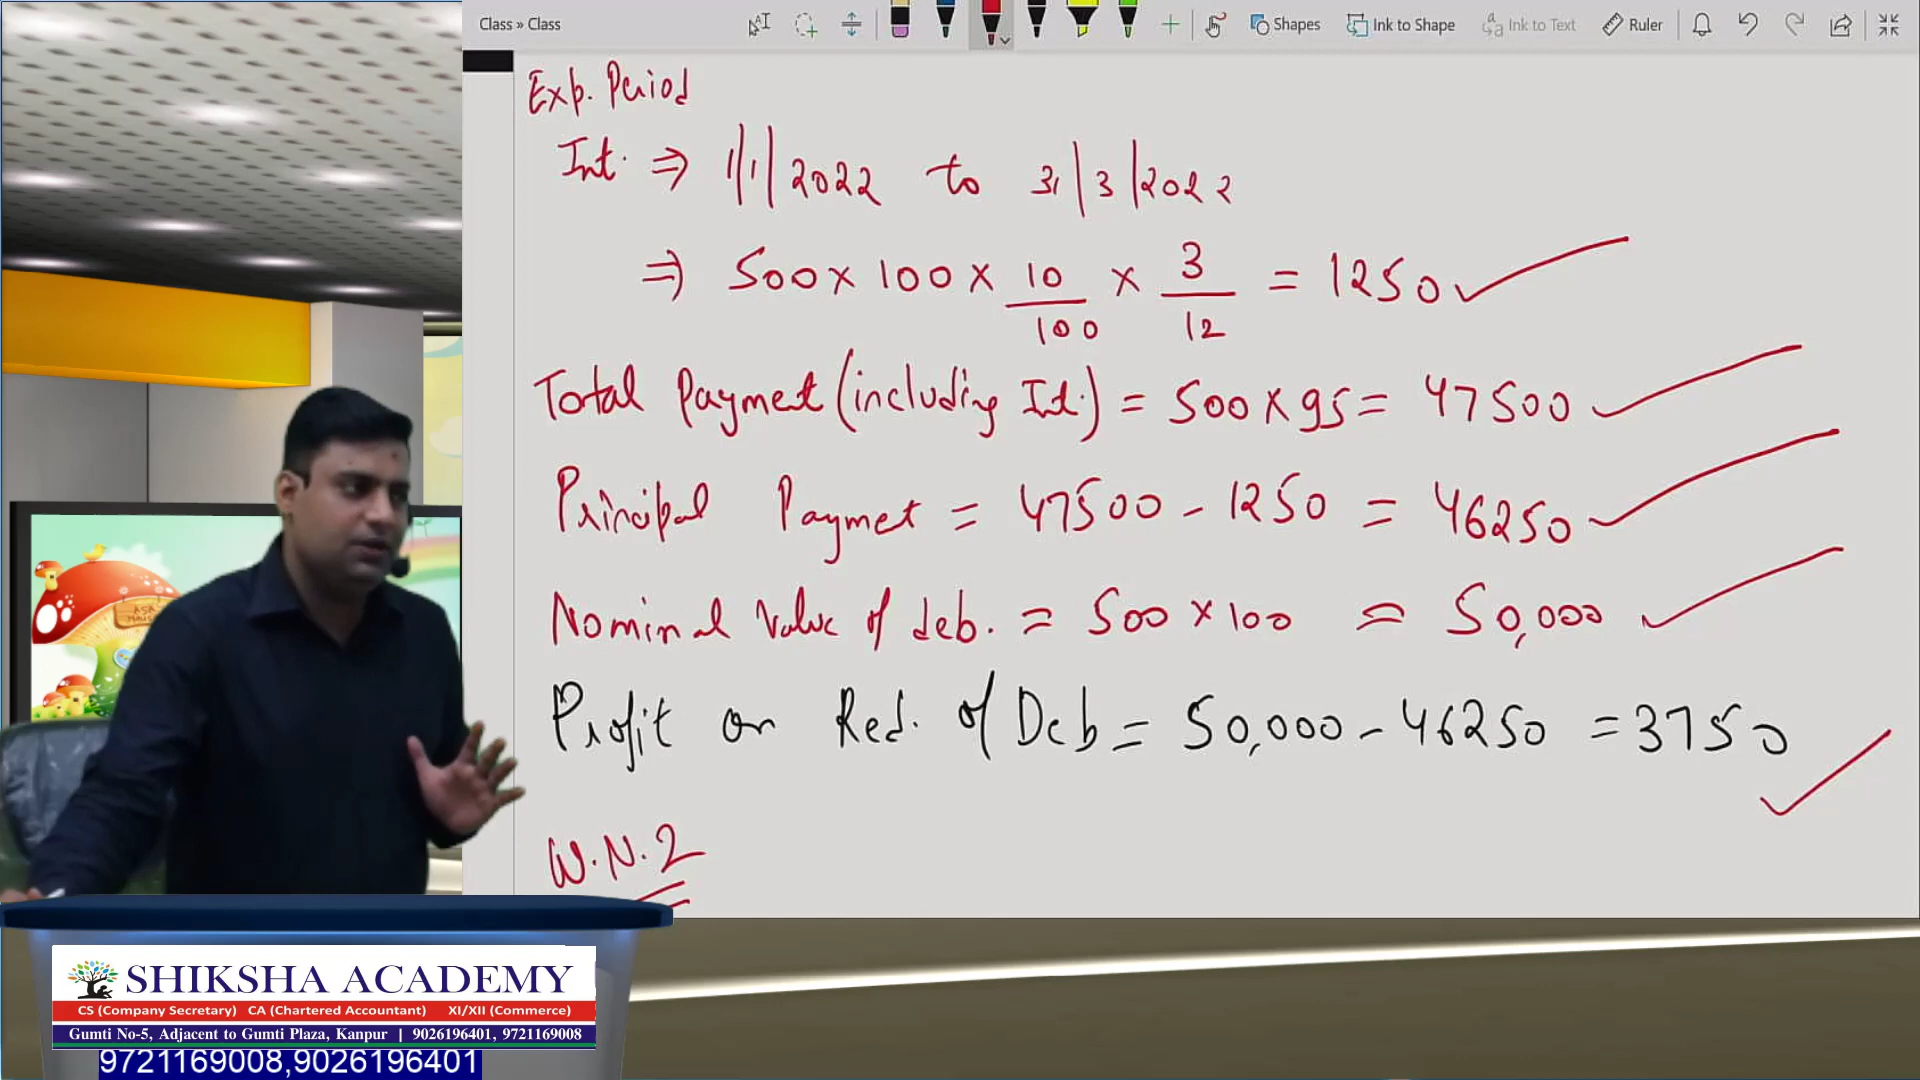 Class » Class
Shapes
Ink to Shape
Ink to Text
Ruler
Exp. Period
Int. ⇒ 1/1/2022 to 31/3/2022
⇒ 500 x 100 x 10/100 x 3/12 = 1250
Total Payment (including Int.) = 500 x 95 = 47500
Principal Paymet = 47500 - 1250 = 46250
Nominal Value of deb. = 500 x 100 = 50,000
Profit on Red. of Deb = 50,000 - 46250 = 3750
W.N.2
SHIKSHA ACADEMY
CS (Company Secretary) CA (Chartered Accountant) XI/XII (Commerce)
Gumti No-5, Adjacent to Gumti Plaza, Kanpur | 9026196401, 9721169008
9721169008,9026196401